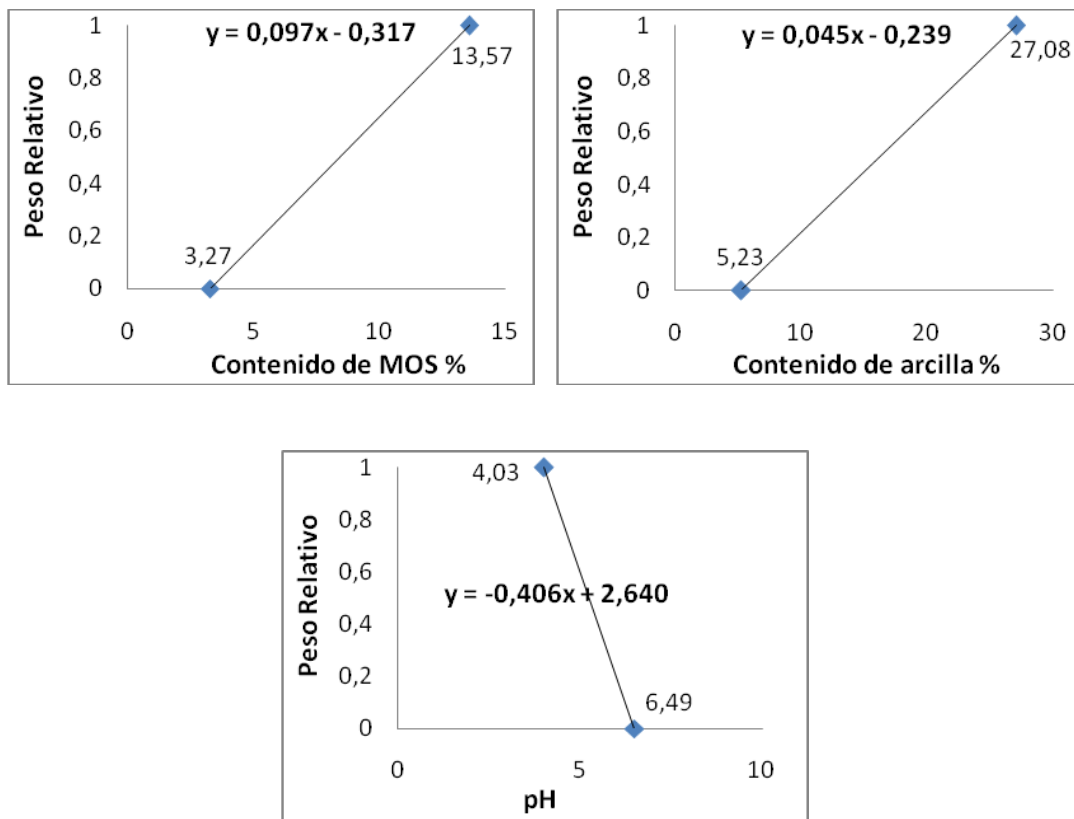 y = 0,097x - 0,317
13,57
3,27
1
0,8
0,6
0,4
0,2
0
Peso Relativo
0 5 10 15
Contenido de MOS %
y = 0,045x - 0,239
27,08
5,23
1
0,8
0,6
0,4
0,2
0
Peso Relativo
0 10 20 30
Contenido de arcilla %
4,03
y = -0,406x + 2,640
6,49
1
0,8
0,6
0,4
0,2
0
Peso Relativo
0 5 10
pH